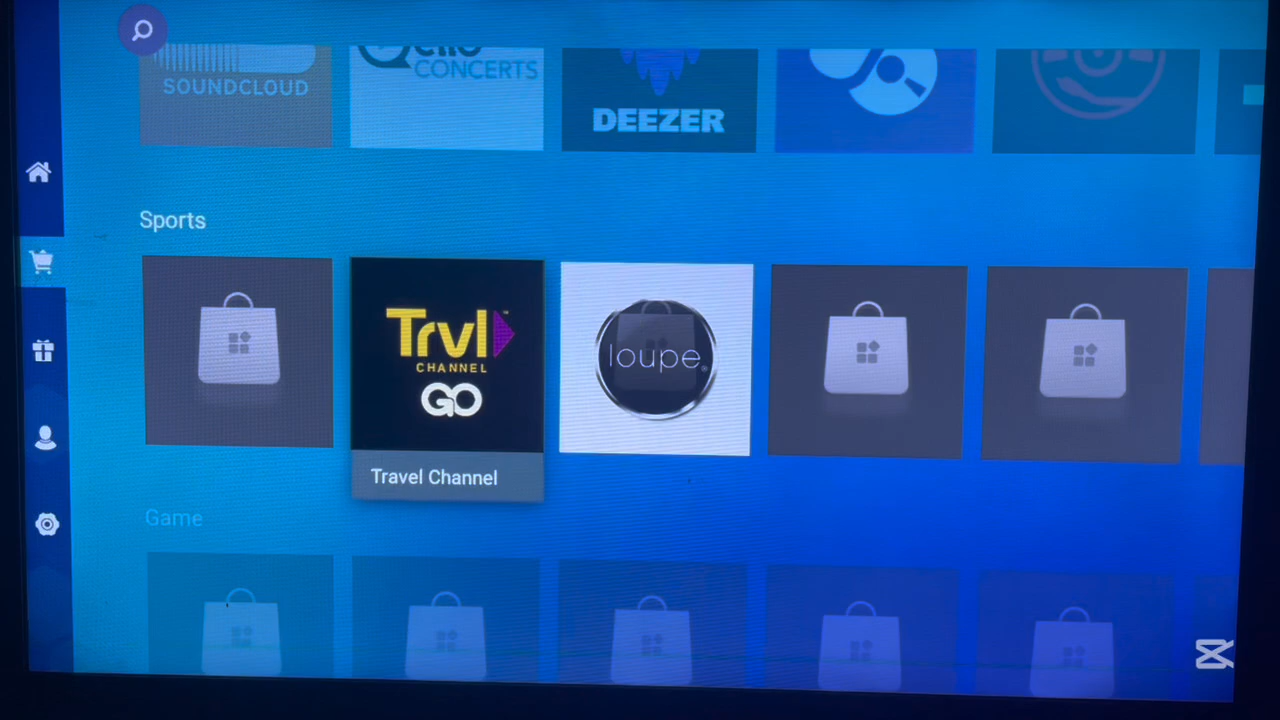 SOUNDCLOUD
CONCERTS
DEEZER
Sports
Trvl
CHANNEL
GO
loupe
Travel Channel
Game